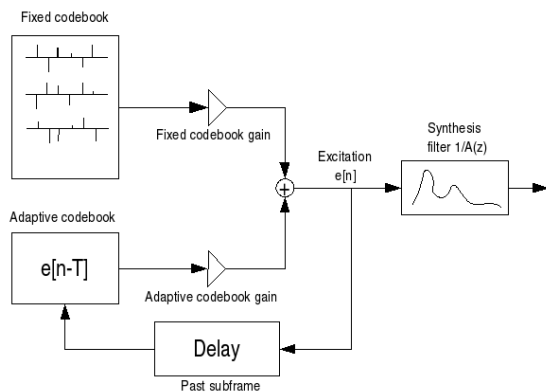 Fixed codebook
Fixed codebook gain
Synthesis
filter 1/A(z)
Excitation
e[n]
+
Adaptive codebook
e[n-T]
Adaptive codebook gain
Delay
Past subframe